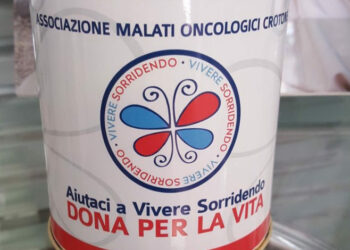 ASSOCIAZIONE MALATI ONCOLOGICI CROTONE
VIVERE SORRIDENDO · VIVERE SORRIDENDO · VIVERE SORRIDENDO
Aiutaci a Vivere Sorridendo
DONA PER LA VITA